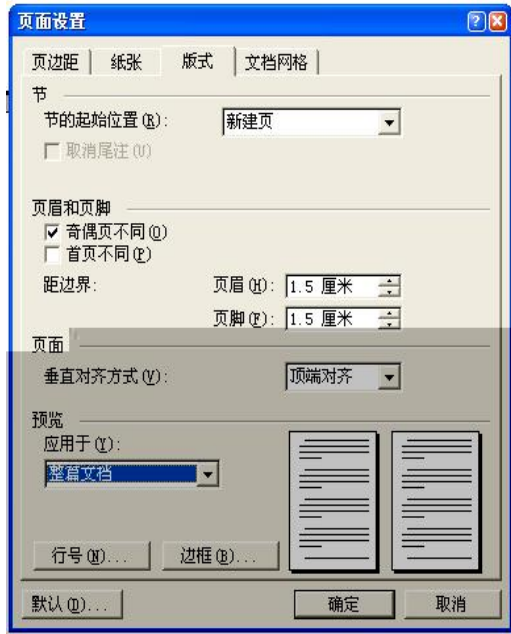 页面设置
页边距 纸张 版式 文档网格
节
节的起始位置(R): 新建页
取消尾注(U)
页眉和页脚
奇偶页不同(O)
首页不同(P)
距边界: 页眉(H): 1.5 厘米
页脚(F): 1.5 厘米
页面
垂直对齐方式(V): 顶端对齐
预览
应用于(Y):
整篇文档
行号(N)... 边框(B)...
默认(D)... 确定 取消